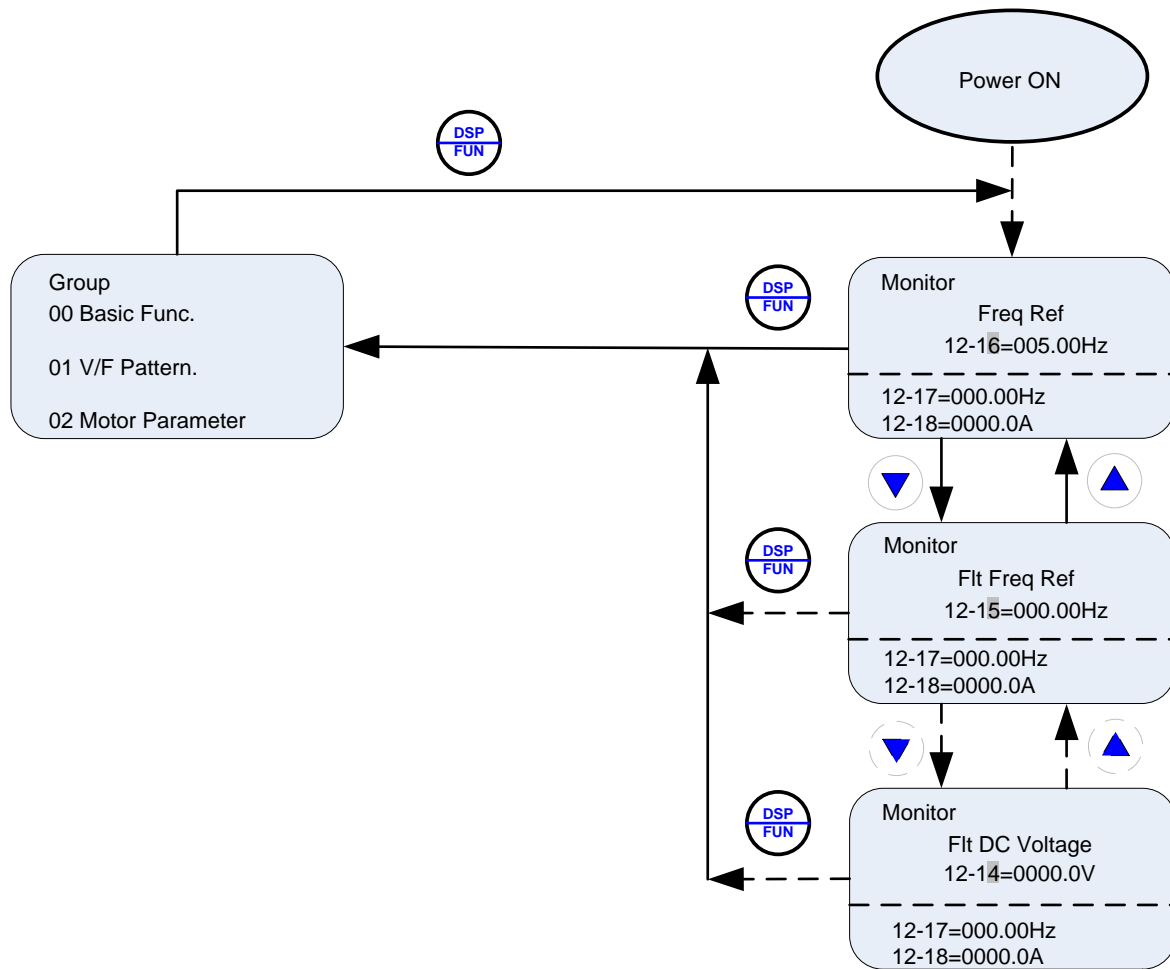 Power ON
DSP
FUN
Group
00 Basic Func.
01 V/F Pattern.
02 Motor Parameter
DSP
FUN
Monitor
Freq Ref
12-16=005.00Hz
12-17=000.00Hz
12-18=0000.0A
DSP
FUN
Monitor
Flt Freq Ref
12-15=000.00Hz
12-17=000.00Hz
12-18=0000.0A
DSP
FUN
Monitor
Flt DC Voltage
12-14=0000.0V
12-17=000.00Hz
12-18=0000.0A